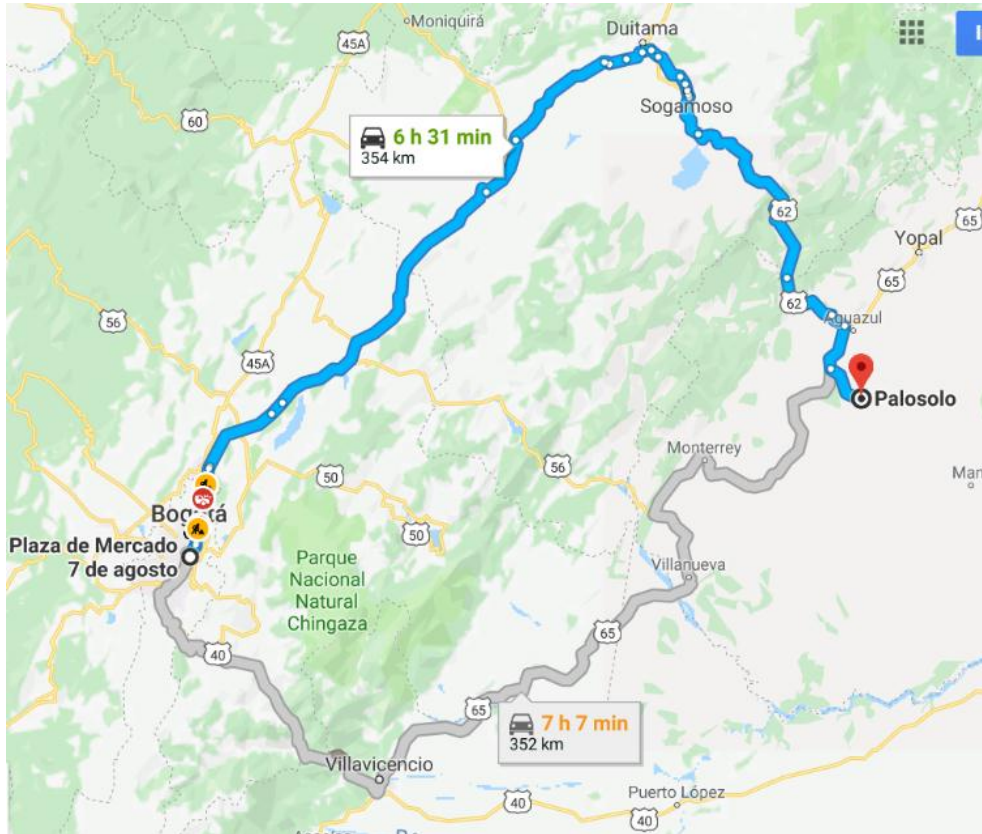 Moniquirá
Duitama
45A
I
60
Sogamoso
6 h 31 min
354 km
62
65
Yopal
65
62
56
Aguazul
45A
Palosolo
Monterrey
56
50
Bogotá
50
Plaza de Mercado
7 de agosto
Parque
Nacional
Natural
Chingaza
Villanueva
65
40
65
7 h 7 min
352 km
Villavicencio
Puerto López
40
40